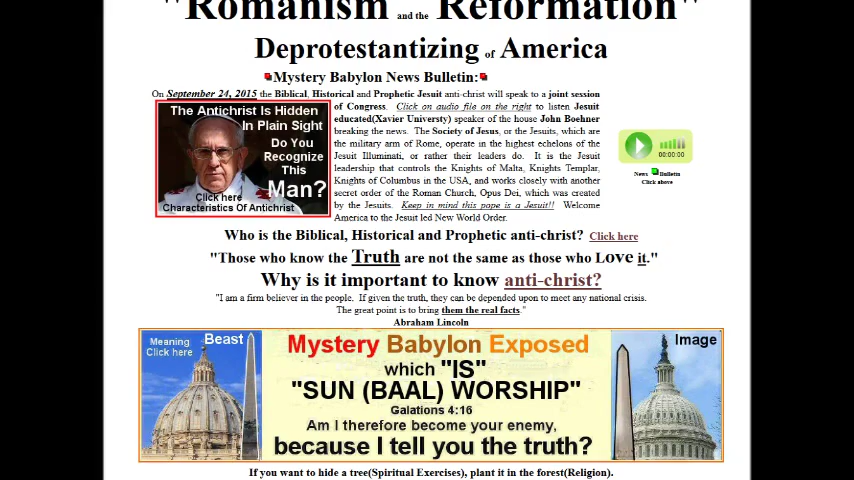 "Romanism and the Reformation"
Deprotestantizing of America
Mystery Babylon News Bulletin:
On September 24, 2015 the Biblical, Historical and Prophetic Jesuit anti-christ will speak to a joint session
of Congress. Click on audio file on the right to listen Jesuit
educated(Xavier Universty) speaker of the house John Boehner
breaking the news. The Society of Jesus, or the Jesuits, which are
the military arm of Rome, operate in the highest echelons of the
Jesuit Illuminati, or rather their leaders do. It is the Jesuit
leadership that controls the Knights of Malta, Knights Templar,
Knights of Columbus in the USA, and works closely with another
secret order of the Roman Church, Opus Dei, which was created
by the Jesuits. Keep in mind this pope is a Jesuit!! Welcome
America to the Jesuit led New World Order.
The Antichrist Is Hidden
In Plain Sight
Do You
Recognize
This
Man?
Click here
Characteristics Of Antichrist
00:00:00
News Bulletin
Click above
Who is the Biblical, Historical and Prophetic anti-christ? Click here
"Those who know the Truth are not the same as those who Love it."
Why is it important to know anti-christ?
"I am a firm believer in the people. If given the truth, they can be depended upon to meet any national crisis.
The great point is to bring them the real facts."
Abraham Lincoln
Meaning
Click here
Beast
Mystery Babylon Exposed
which "IS"
"SUN (BAAL) WORSHIP"
Galations 4:16
Am I therefore become your enemy,
because I tell you the truth?
Image
If you want to hide a tree(Spiritual Exercises), plant it in the forest(Religion).